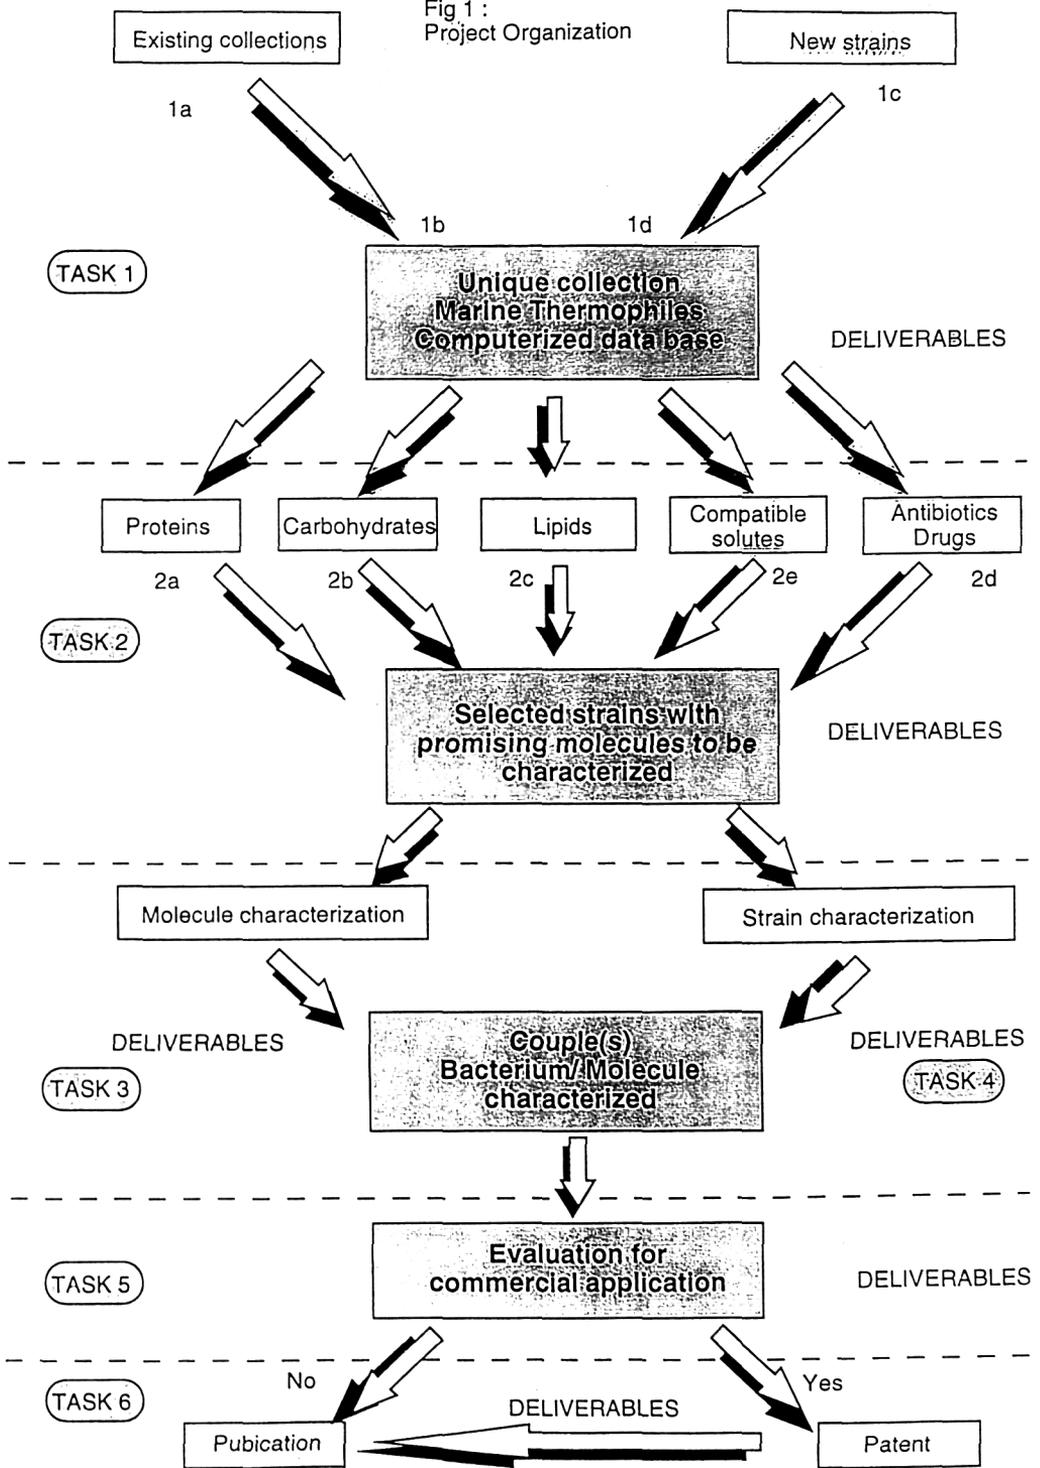 Fig 1 :
Project Organization
Existing collections
New strains
1a
1c
1b
1d
TASK 1
Unique collection
Marine Thermophiles
Computerized data base
DELIVERABLES
Proteins
Carbohydrates
Lipids
Compatible
solutes
Antibiotics
Drugs
2a
2b
2c
2e
2d
TASK 2
Selected strains with
promising molecules to be
characterized
DELIVERABLES
Molecule characterization
Strain characterization
DELIVERABLES
Couple(s)
Bacterium/ Molecule
characterized
DELIVERABLES
TASK 3
TASK 4
Evaluation for
commercial application
TASK 5
DELIVERABLES
TASK 6
No
Yes
DELIVERABLES
Pubication
Patent